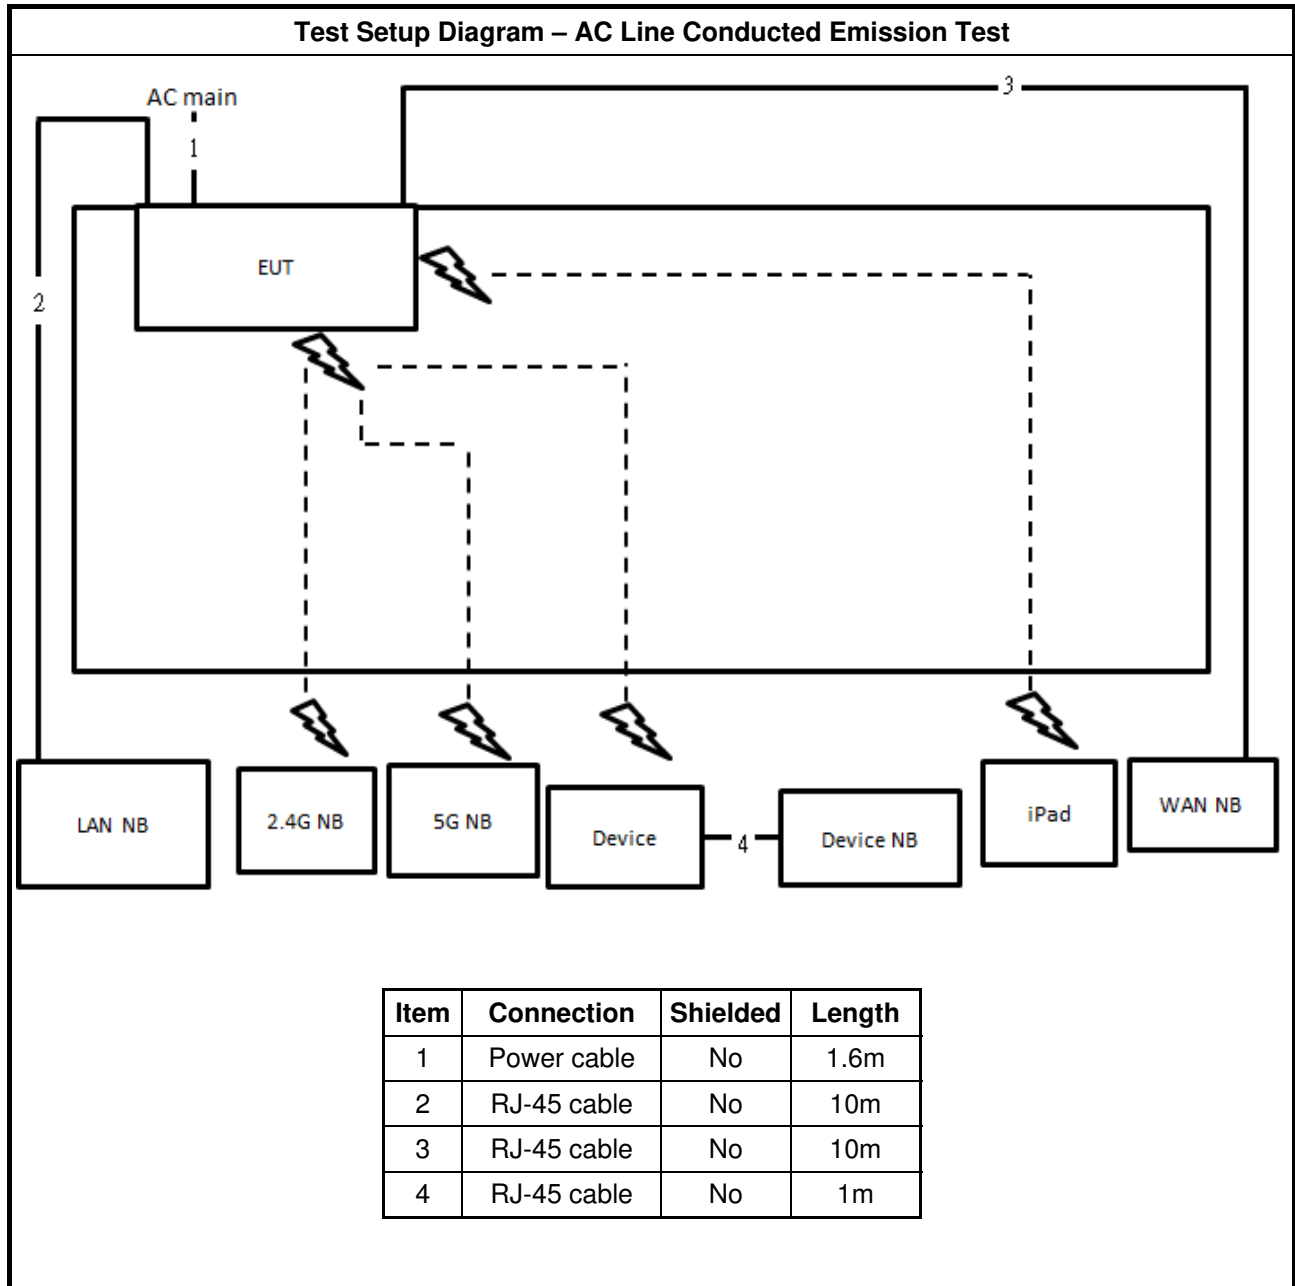 Test Setup Diagram – AC Line Conducted Emission Test
AC main
3
1
EUT
2
LAN NB
2.4G NB
5G NB
Device
4
Device NB
iPad
WAN NB
Item Connection Shielded Length
1 Power cable No 1.6m
2 RJ-45 cable No 10m
3 RJ-45 cable No 10m
4 RJ-45 cable No 1m